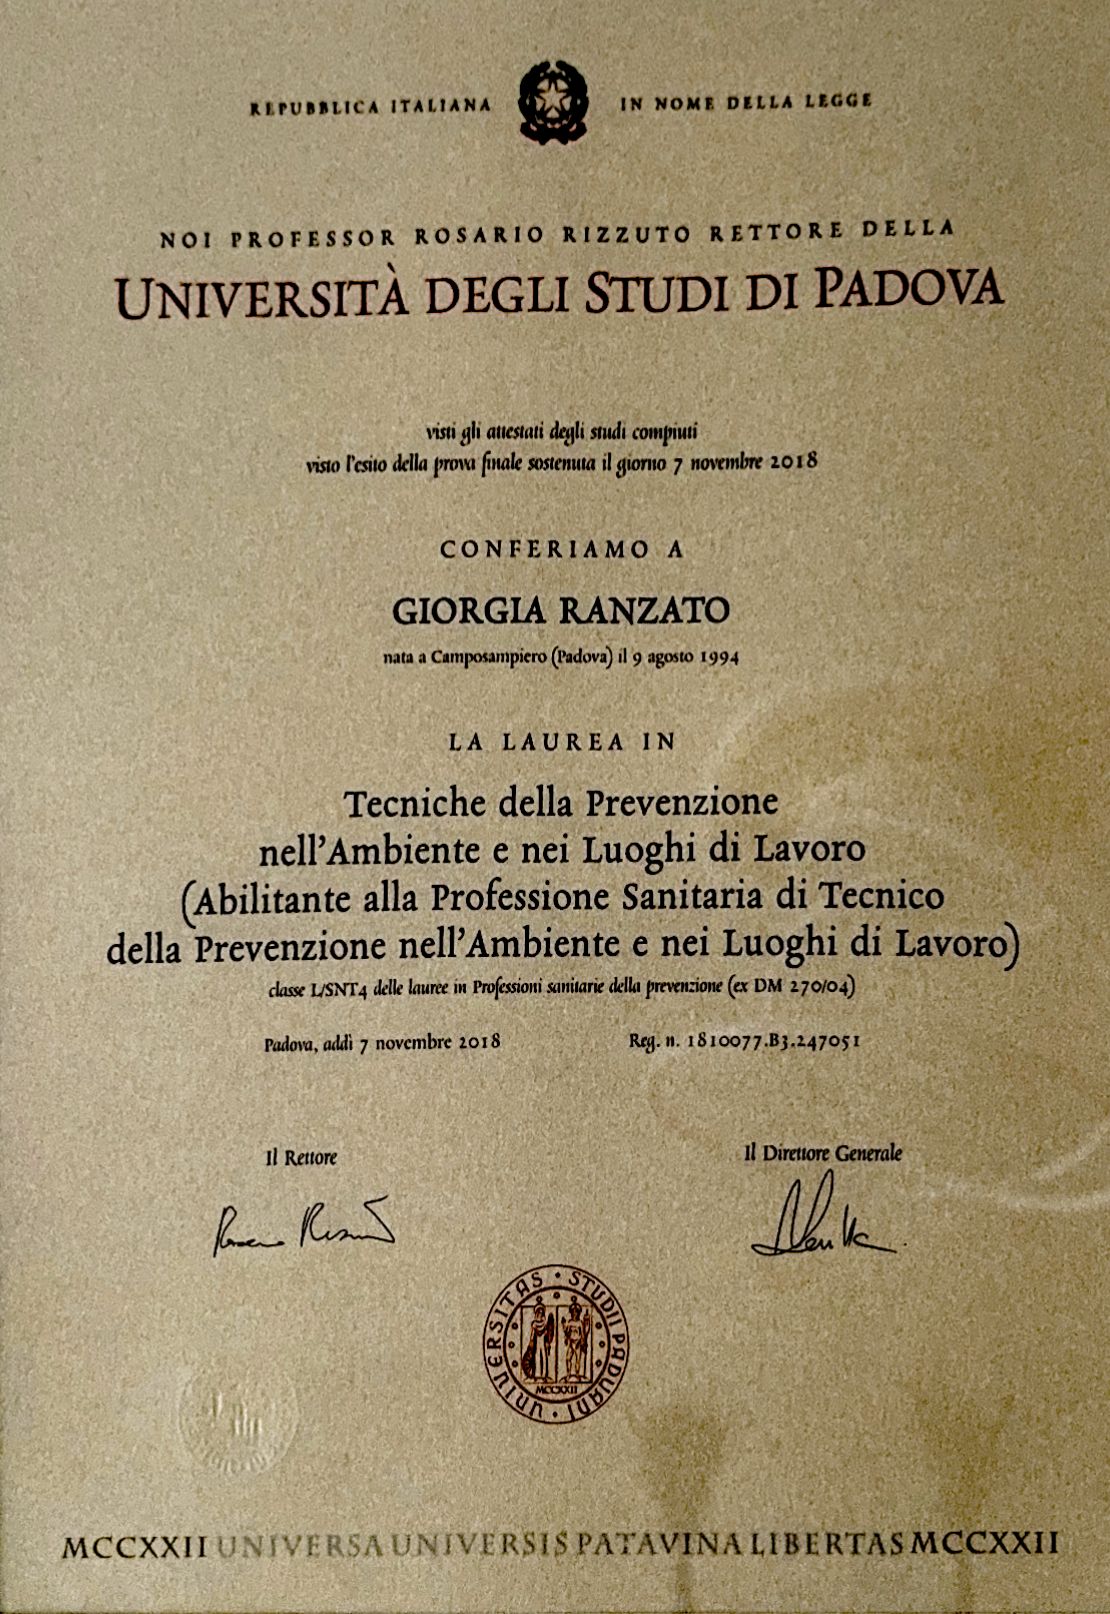 REPUBBLICA ITALIANA IN NOME DELLA LEGGE
NOI PROFESSOR ROSARIO RIZZUTO RETTORE DELLA
UNIVERSITÀ DEGLI STUDI DI PADOVA
visti gli attestati degli studi compiuti
visto l'esito della prova finale sostenuta il giorno 7 novembre 2018
CONFERIAMO A
GIORGIA RANZATO
nata a Camposampiero (Padova) il 9 agosto 1994
LA LAUREA IN
Tecniche della Prevenzione
nell'Ambiente e nei Luoghi di Lavoro
(Abilitante alla Professione Sanitaria di Tecnico
della Prevenzione nell'Ambiente e nei Luoghi di Lavoro)
classe L/SNT4 delle lauree in Professioni sanitarie della prevenzione (ex DM 270/04)
Padova, addì 7 novembre 2018 Reg. n. 1810077.B3.247051
Il Rettore Il Direttore Generale
UNIVERSITAS · STUDII PADUANI ·
MCCXXII
MCCXXII UNIVERSA UNIVERSIS PATAVINA LIBERTAS MCCXXII